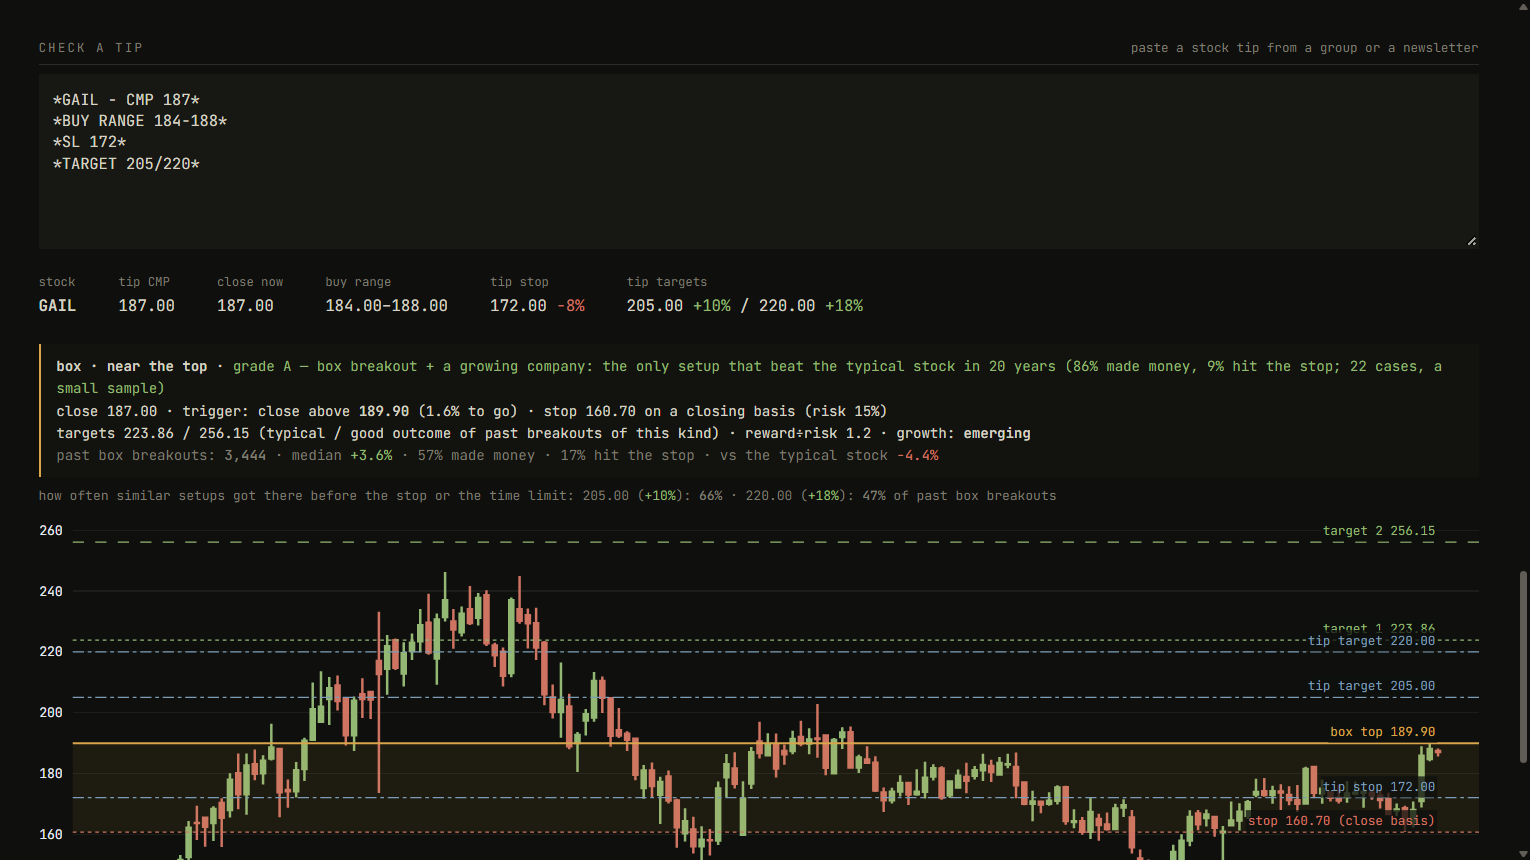 CHECK A TIP
paste a stock tip from a group or a newsletter
*GAIL - CMP 187*
*BUY RANGE 184-188*
*SL 172*
*TARGET 205/220*
stock tip CMP close now buy range tip stop tip targets
GAIL 187.00 187.00 184.00–188.00 172.00 -8% 205.00 +10% / 220.00 +18%
box · near the top · grade A — box breakout + a growing company: the only setup that beat the typical stock in 20 years (86% made money, 9% hit the stop; 22 cases, a
small sample)
close 187.00 · trigger: close above 189.90 (1.6% to go) · stop 160.70 on a closing basis (risk 15%)
targets 223.86 / 256.15 (typical / good outcome of past breakouts of this kind) · reward÷risk 1.2 · growth: emerging
past box breakouts: 3,444 · median +3.6% · 57% made money · 17% hit the stop · vs the typical stock -4.4%
how often similar setups got there before the stop or the time limit: 205.00 (+10%): 66% · 220.00 (+18%): 47% of past box breakouts
260
target 2 256.15
240
target 1 223.86
tip target 220.00
220
tip target 205.00
200
box top 189.90
180
tip stop 172.00
stop 160.70 (close basis)
160